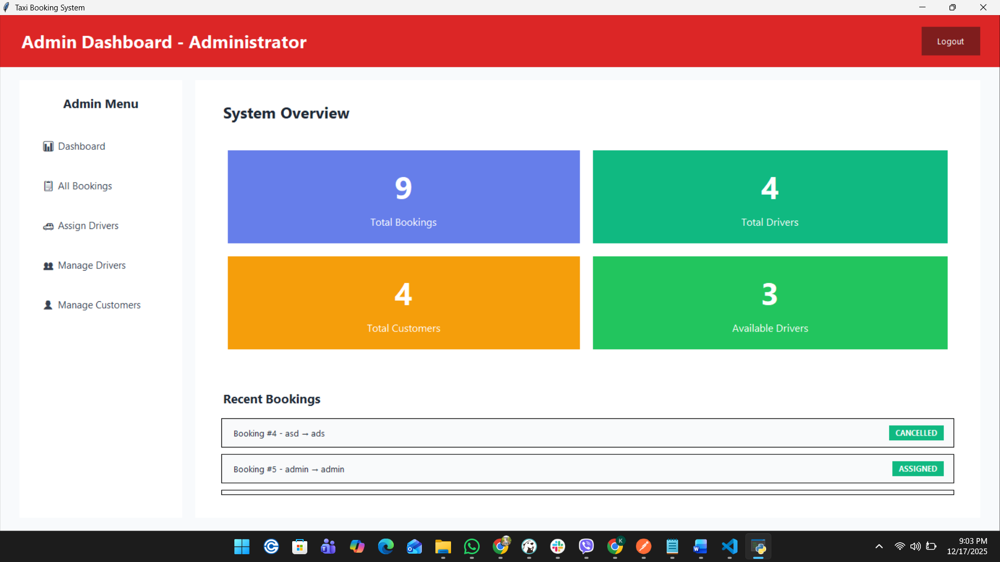 Taxi Booking System
Admin Dashboard - Administrator
Logout
Admin Menu
Dashboard
All Bookings
Assign Drivers
Manage Drivers
Manage Customers
System Overview
9
Total Bookings
4
Total Drivers
4
Total Customers
3
Available Drivers
Recent Bookings
Booking #4 - asd → ads
CANCELLED
Booking #5 - admin → admin
ASSIGNED
K
9:03 PM
12/17/2025